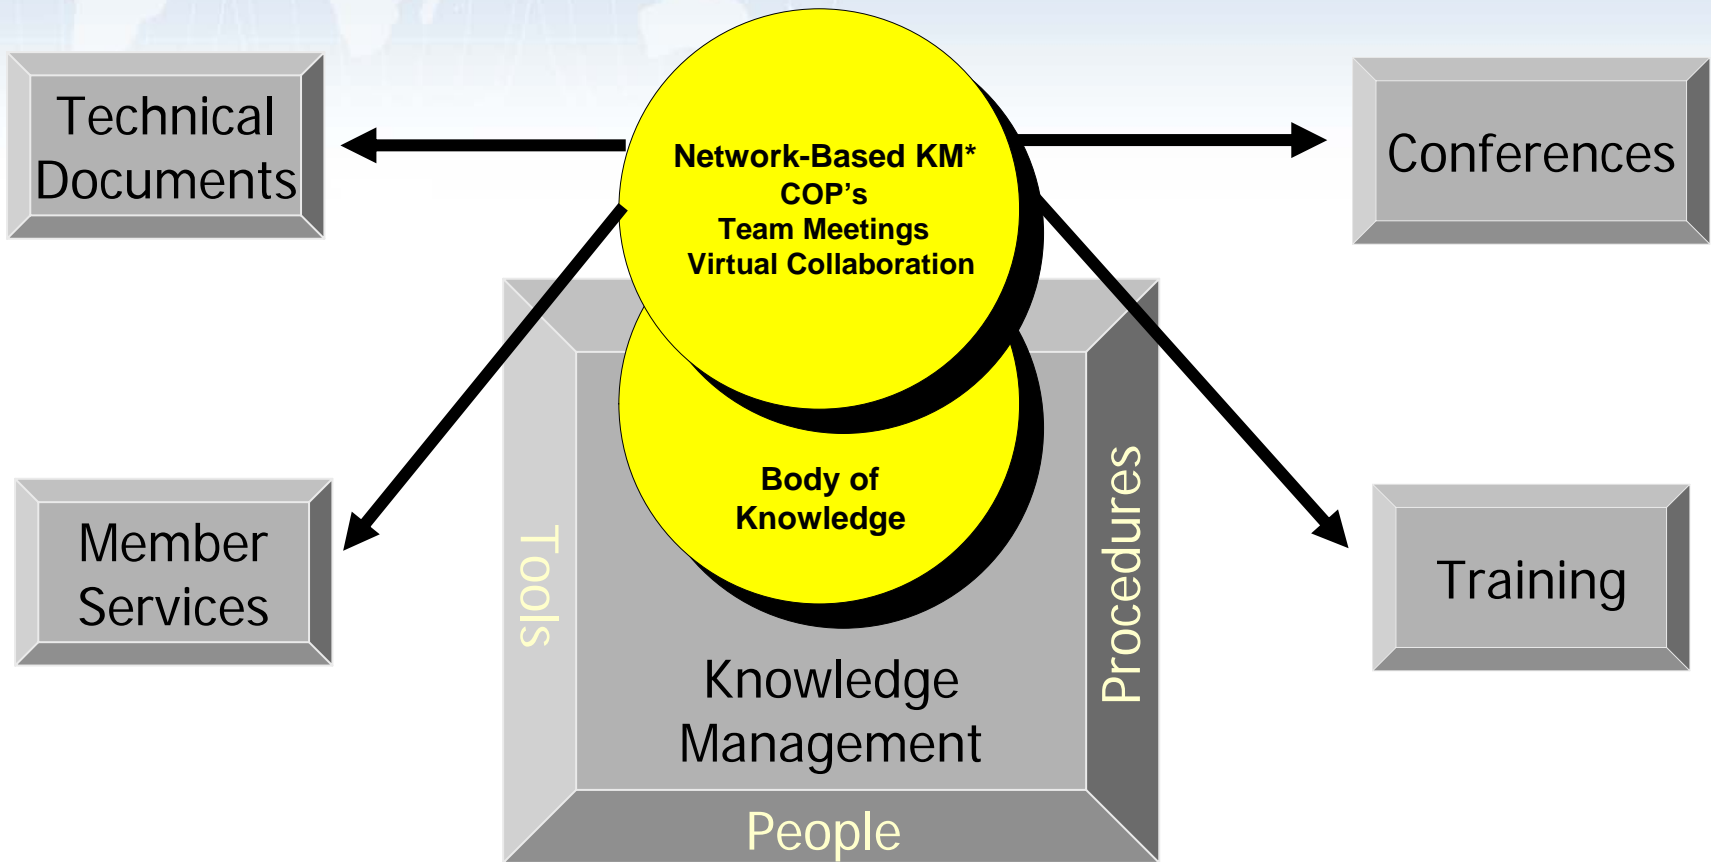 Technical
Documents
Network-Based KM*
COP's
Team Meetings
Virtual Collaboration
Conferences
Member
Services
Body of
Knowledge
Training
Tools
Procedures
Knowledge
Management
People